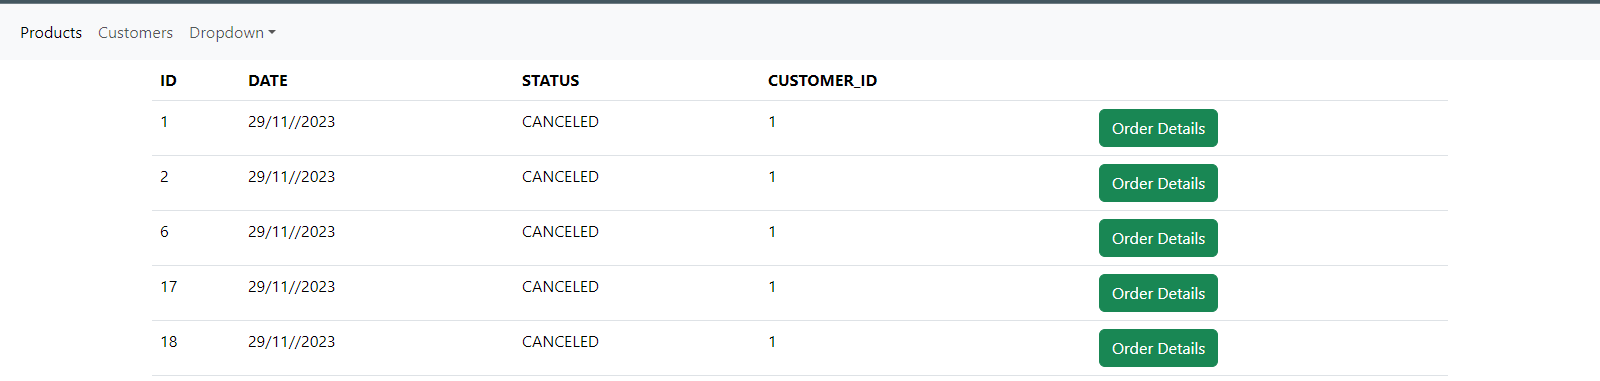 Products Customers Dropdown
ID DATE STATUS CUSTOMER_ID
1 29/11//2023 CANCELED 1 Order Details
2 29/11//2023 CANCELED 1 Order Details
6 29/11//2023 CANCELED 1 Order Details
17 29/11//2023 CANCELED 1 Order Details
18 29/11//2023 CANCELED 1 Order Details